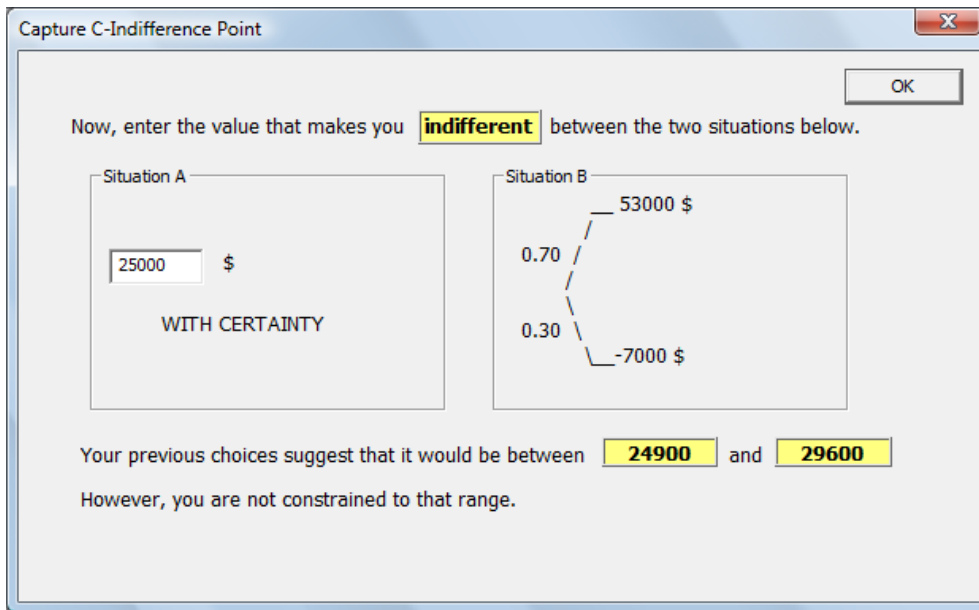 Capture C-Indifference Point
OK
Now, enter the value that makes you indifferent between the two situations below.
Situation A
25000 $
WITH CERTAINTY
Situation B
__ 53000 $
/
0.70 /
/
\
0.30 \
\__-7000 $
Your previous choices suggest that it would be between 24900 and 29600
However, you are not constrained to that range.